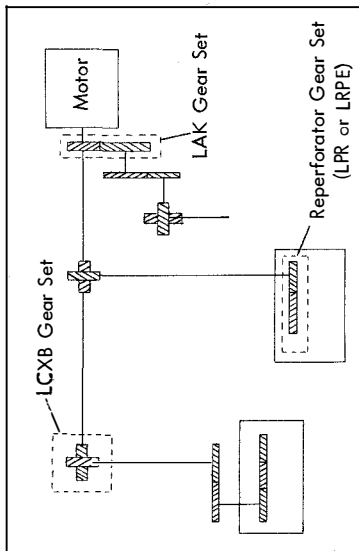 Motor
LAK Gear Set
LCXB Gear Set
Reperforator Gear Set
(LPR or LRPE)